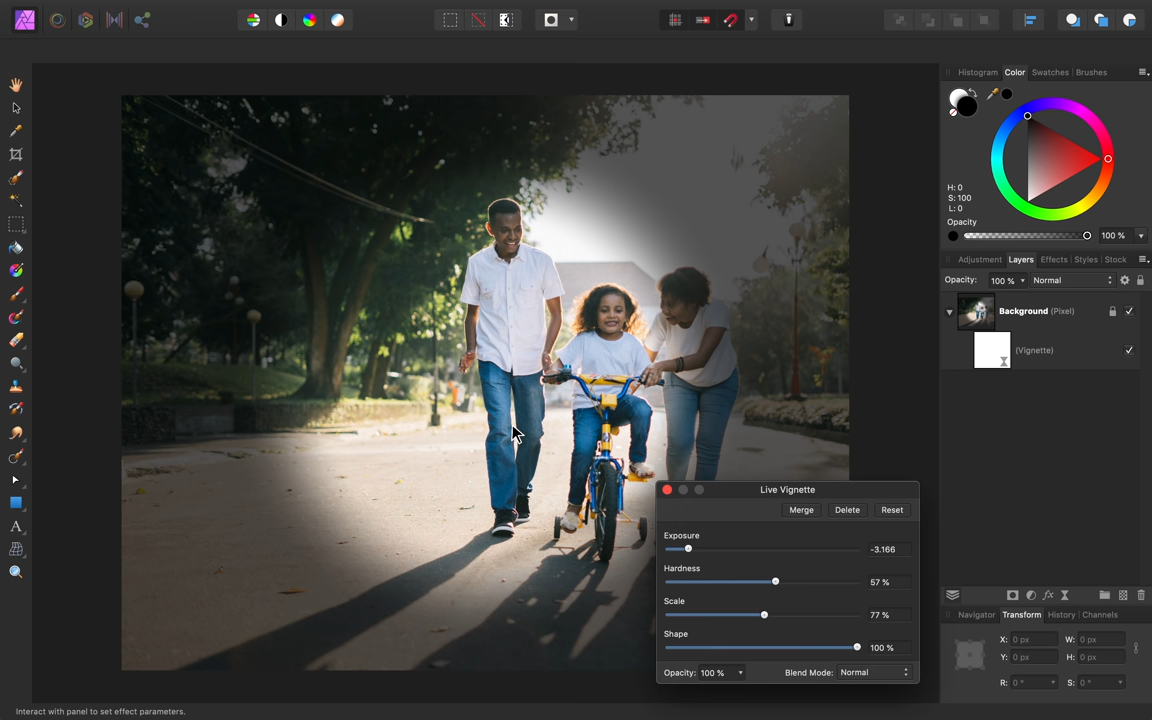 Histogram Color Swatches Brushes
H: 0
S: 100
L: 0
Opacity
100 %
Adjustment Layers Effects Styles Stock
Opacity: 100 % Normal
Background (Pixel)
(Vignette)
Live Vignette
Merge Delete Reset
Exposure
-3.166
Hardness
57 %
Scale
77 %
Shape
100 %
Opacity: 100 % Blend Mode: Normal
Navigator Transform History Channels
X: 0 px W: 0 px
Y: 0 px H: 0 px
R: 0 ° S: 0 °
A
Interact with panel to set effect parameters.